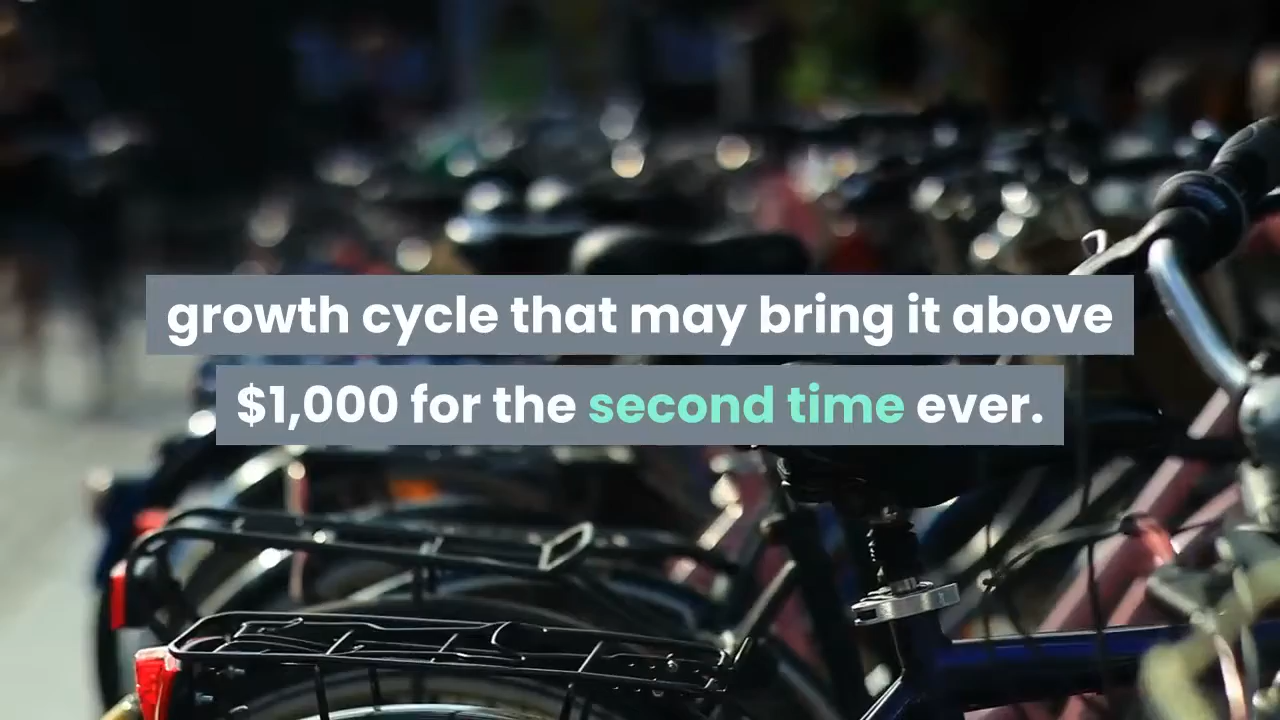 growth cycle that may bring it above
$1,000 for the second time ever.